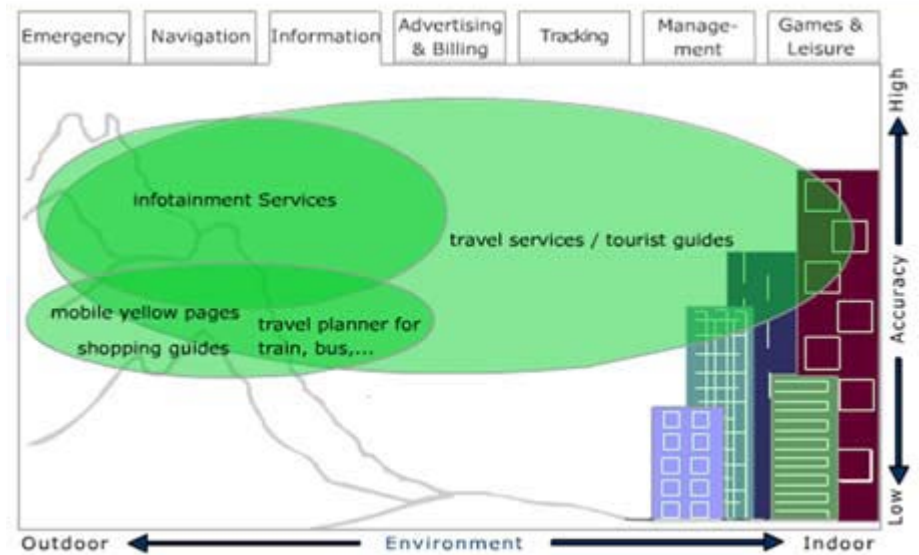 Emergency
Navigation
Information
Advertising
& Billing
Tracking
Manage-
ment
Games &
Leisure
High
infotainment Services
travel services / tourist guides
Accuracy
mobile yellow pages
travel planner for
shopping guides
train, bus,...
Low
Outdoor
Environment
Indoor